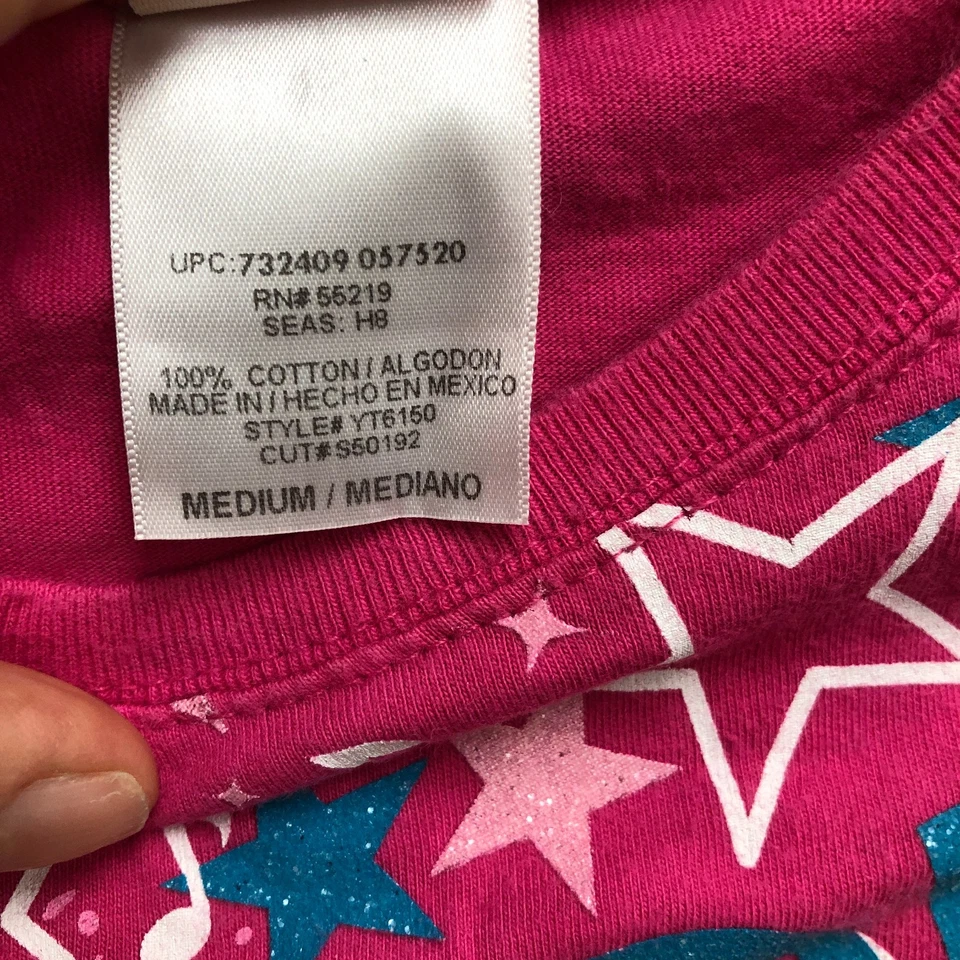 UPC:732409 057520
RN# 55219
SEAS: H8
100% COTTON / ALGODON
MADE IN / HECHO EN MEXICO
STYLE# YT6150
CUT#S50192
MEDIUM / MEDIANO